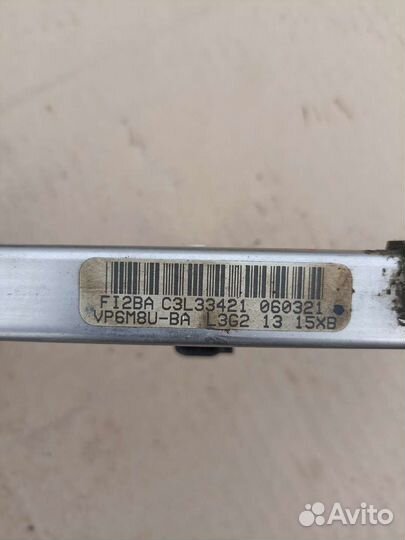 FI2BA C3L33421 060321
VP6M8U-BA L3G2 13 15XB
Avito